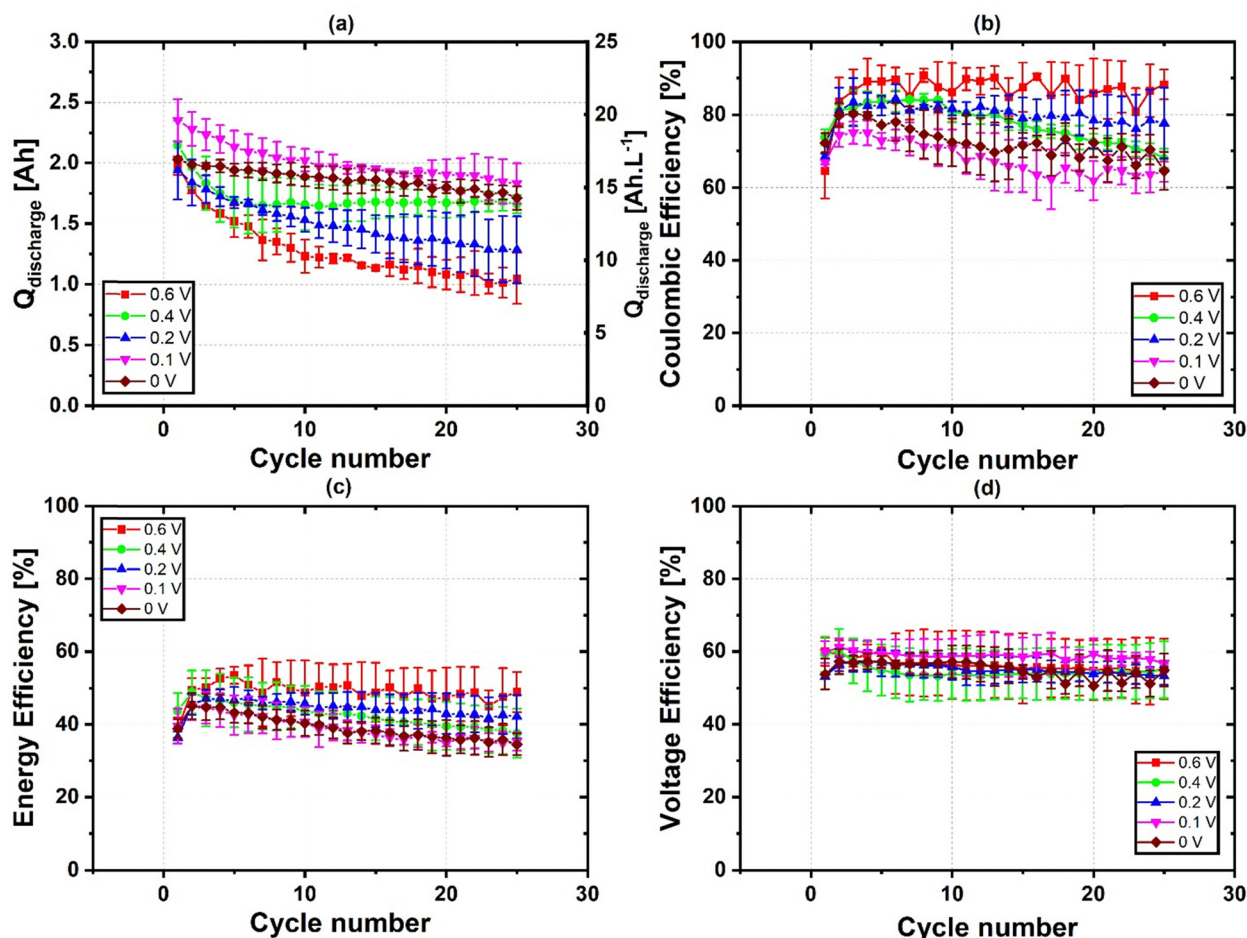 (a)
Q discharge [Ah]
3.0
2.5
2.0
1.5
1.0
0.5
0.0
25
20
15
10
5
0
Q discharge [Ah.L⁻¹]
0.6 V
0.4 V
0.2 V
0.1 V
0 V
0
10
20
30
Cycle number
(b)
Coulombic Efficiency [%]
100
80
60
40
20
0
0.6 V
0.4 V
0.2 V
0.1 V
0 V
0
10
20
30
Cycle number
(c)
Energy Efficiency [%]
100
80
60
40
20
0
0.6 V
0.4 V
0.2 V
0.1 V
0 V
0
10
20
30
Cycle number
(d)
Voltage Efficiency [%]
100
80
60
40
20
0
0.6 V
0.4 V
0.2 V
0.1 V
0 V
0
10
20
30
Cycle number